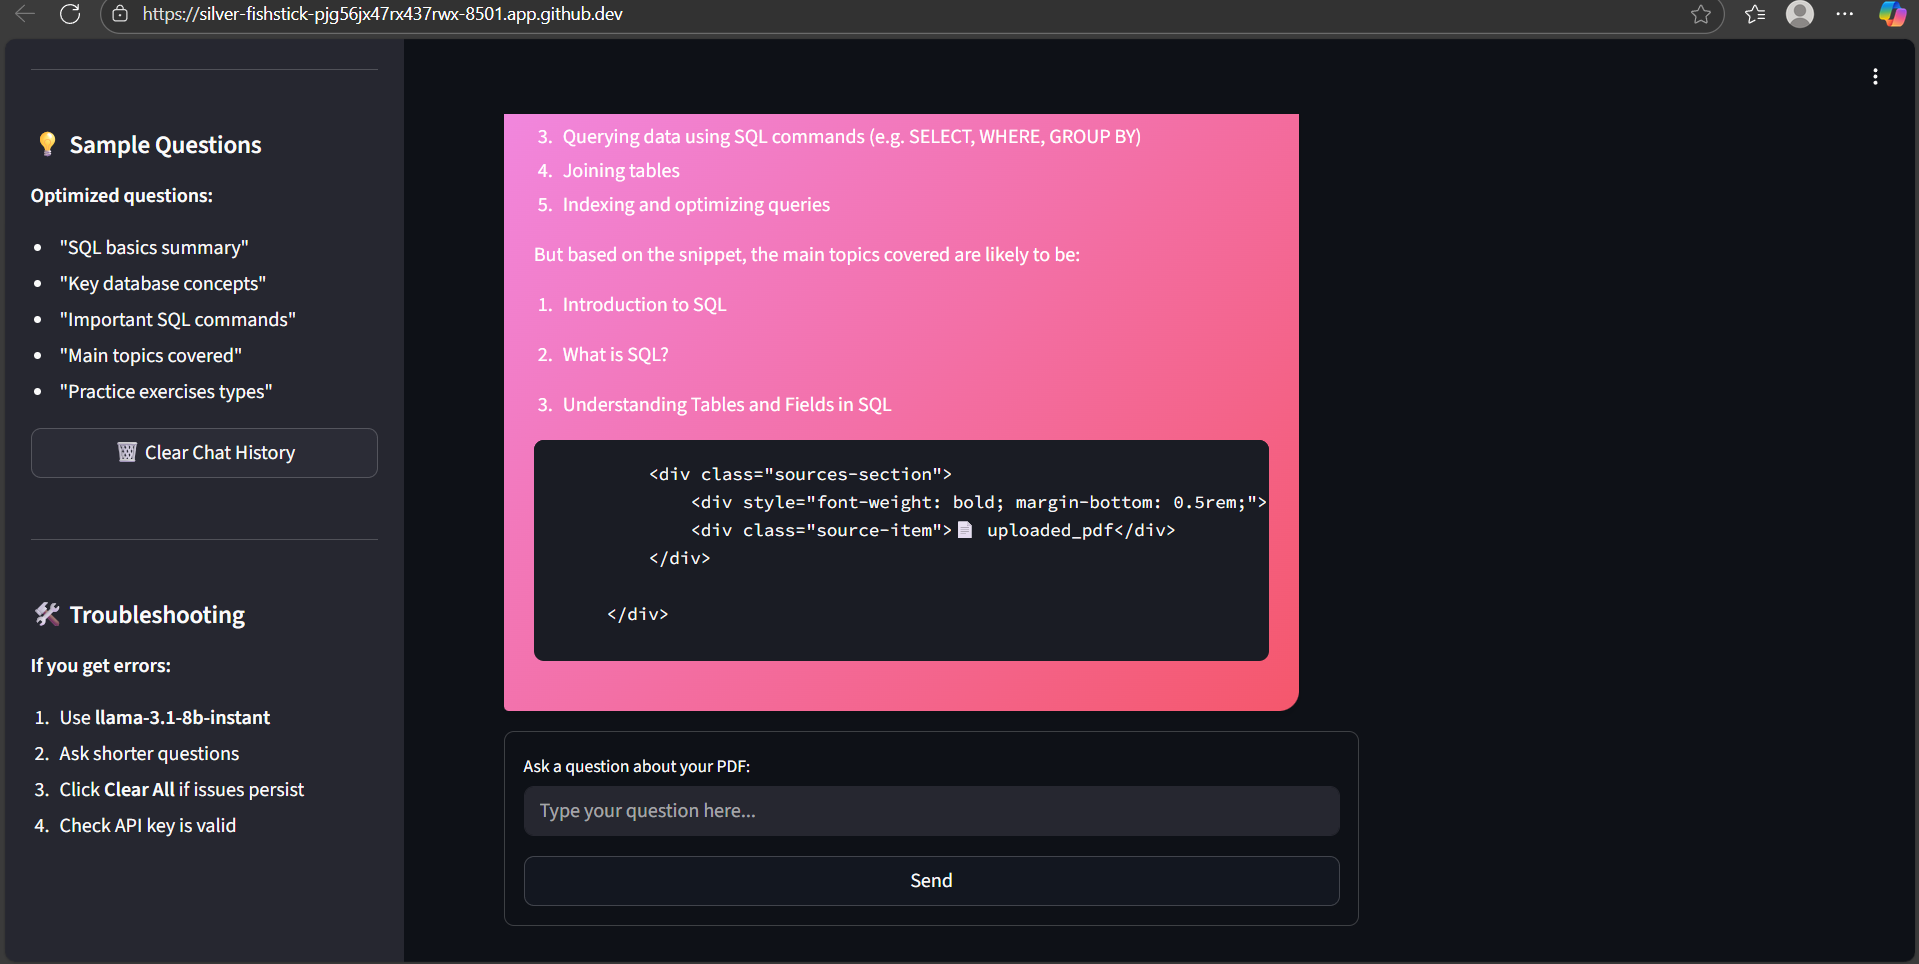 https://silver-fishstick-pjg56jx47rx437rwx-8501.app.github.dev
💡 Sample Questions
Optimized questions:
• "SQL basics summary"
• "Key database concepts"
• "Important SQL commands"
• "Main topics covered"
• "Practice exercises types"
🗑️ Clear Chat History
🛠️ Troubleshooting
If you get errors:
1. Use llama-3.1-8b-instant
2. Ask shorter questions
3. Click Clear All if issues persist
4. Check API key is valid
3. Querying data using SQL commands (e.g. SELECT, WHERE, GROUP BY)
4. Joining tables
5. Indexing and optimizing queries
But based on the snippet, the main topics covered are likely to be:
1. Introduction to SQL
2. What is SQL?
3. Understanding Tables and Fields in SQL
<div class="sources-section">
<div style="font-weight: bold; margin-bottom: 0.5rem;">
<div class="source-item">📄 uploaded_pdf</div>
</div>
</div>
Ask a question about your PDF:
Type your question here...
Send